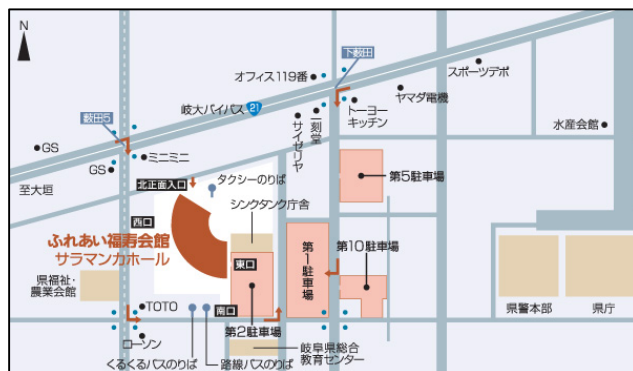 N
オフィス119番
下薮田
スポーツデポ
ヤマダ電機
トーヨー
キッチン
一刻堂
サイゼリヤ
岐大バイパス
21
薮田5
GS
ミニミニ
GS
至大垣
水産会館
北正面入口
タクシーのりば
シンクタンク庁舎
第5駐車場
西口
ふれあい福寿会館
サラマンカホール
東口
第1駐車場
第10駐車場
県福祉・
農業会館
TOTO
南口
第2駐車場
ローソン
くるくるバスのりば
路線バスのりば
岐阜県総合
教育センター
県警本部
県庁